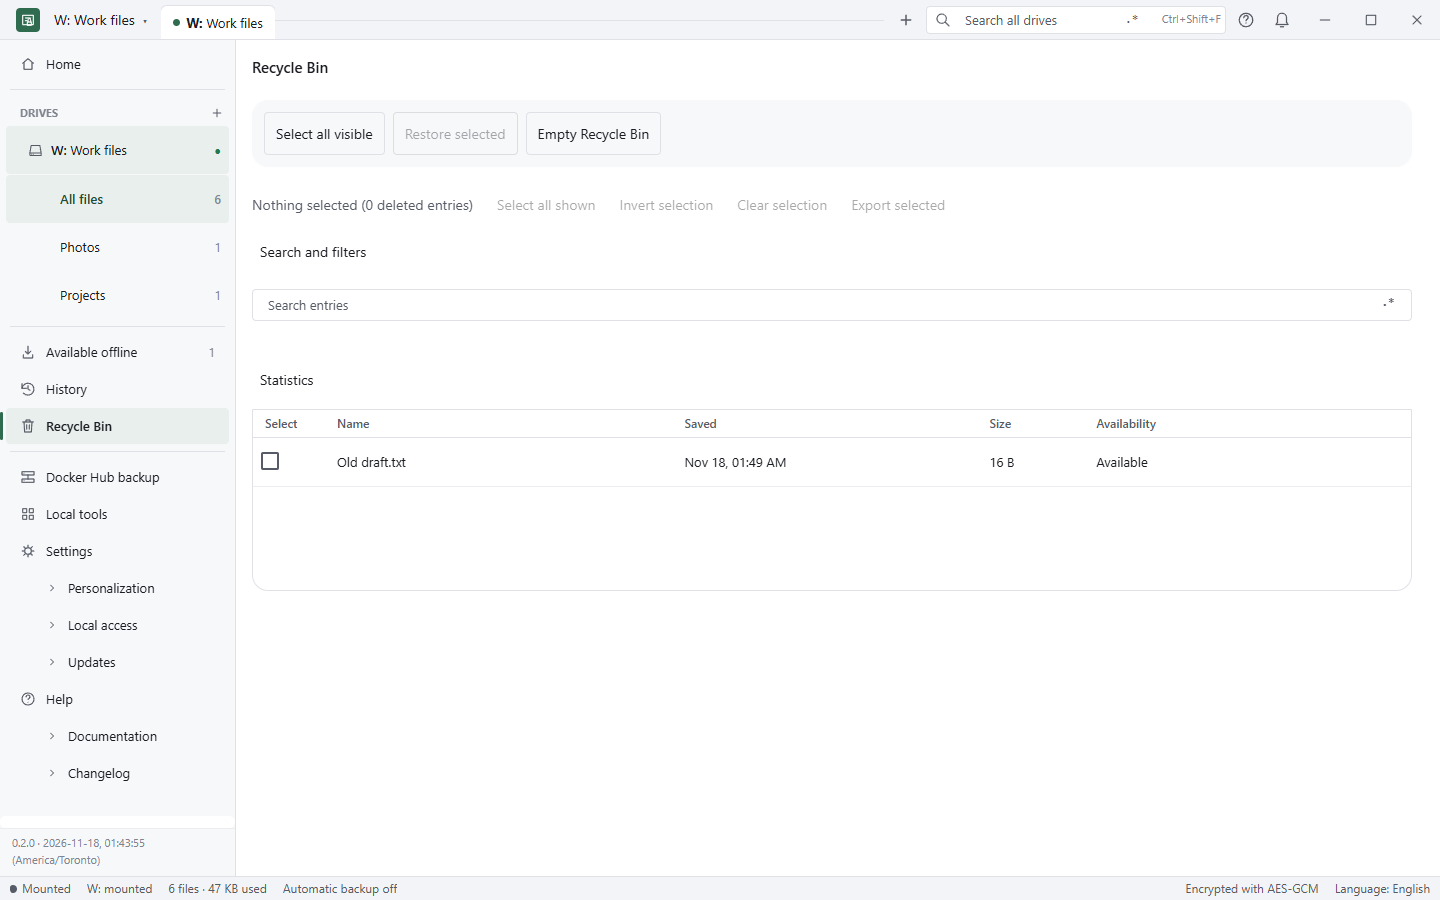 W: Work files
W: Work files
Search all drives
.*
Ctrl+Shift+F
Home
DRIVES
W: Work files
All files 6
Photos 1
Projects 1
Available offline 1
History
Recycle Bin
Docker Hub backup
Local tools
Settings
Personalization
Local access
Updates
Help
Documentation
Changelog
0.2.0 · 2026-11-18, 01:43:55
(America/Toronto)
Recycle Bin
Select all visible
Restore selected
Empty Recycle Bin
Nothing selected (0 deleted entries)
Select all shown
Invert selection
Clear selection
Export selected
Search and filters
Search entries
.*
Statistics
Select Name Saved Size Availability
Old draft.txt Nov 18, 01:49 AM 16 B Available
Mounted
W: mounted
6 files · 47 KB used
Automatic backup off
Encrypted with AES-GCM
Language: English